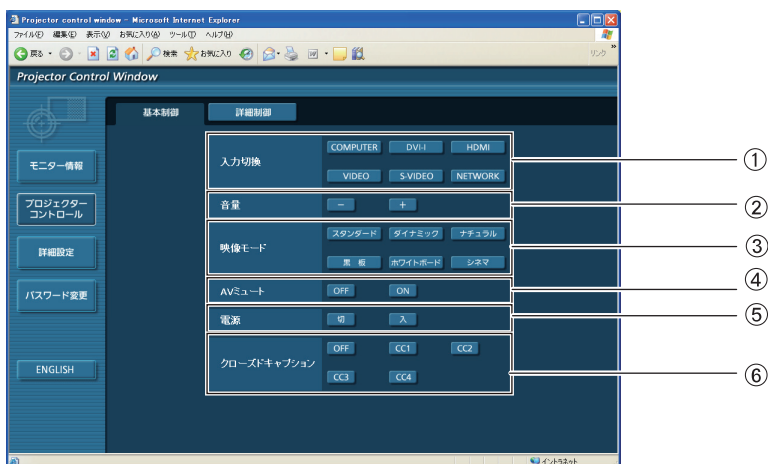 Projector control window - Microsoft Internet Explorer
ファイル(F) 編集(E) 表示(V) お気に入り(A) ツール(T) ヘルプ(H)
戻る 検索 お気に入り リンク »
Projector Control Window
基本制御 詳細制御
モニター情報
プロジェクター
コントロール
詳細設定
パスワード変更
ENGLISH
入力切換
COMPUTER DVI-I HDMI
VIDEO S-VIDEO NETWORK
①
音量 - +
②
映像モード
スタンダード ダイナミック ナチュラル
黒 板 ホワイトボード シネマ
③
AVミュート OFF ON
④
電源 切 入
⑤
クローズドキャプション
OFF CC1 CC2
CC3 CC4
⑥
イントラネット